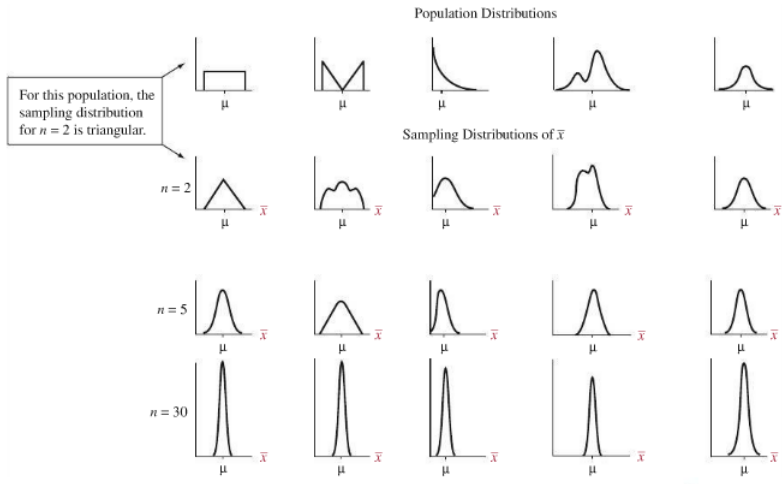 Population Distributions
For this population, the
sampling distribution
for n = 2 is triangular.
μ μ μ μ μ
Sampling Distributions of x̅
n = 2
x̅ x̅ x̅ x̅ x̅
μ μ μ μ μ
n = 5
x̅ x̅ x̅ x̅ x̅
μ μ μ μ μ
n = 30
x̅ x̅ x̅ x̅ x̅
μ μ μ μ μ